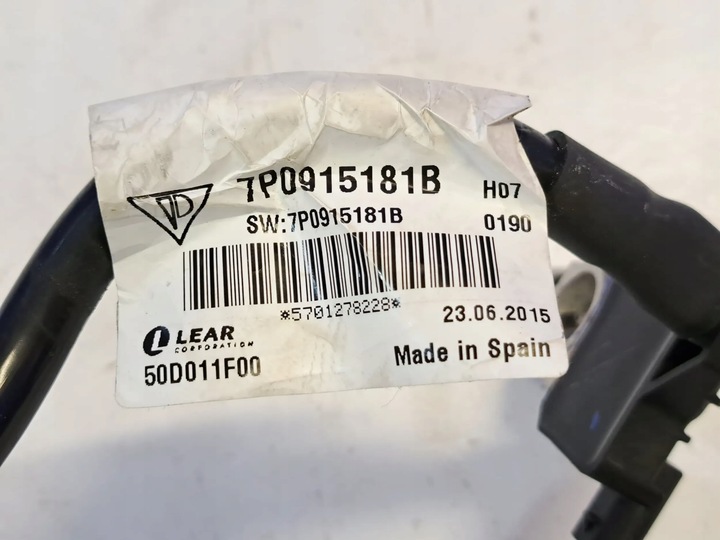 7P0915181B H07
SW:7P0915181B 0190
*5701278228* 23.06.2015
LEAR
CORPORATION
50D011F00 Made in Spain